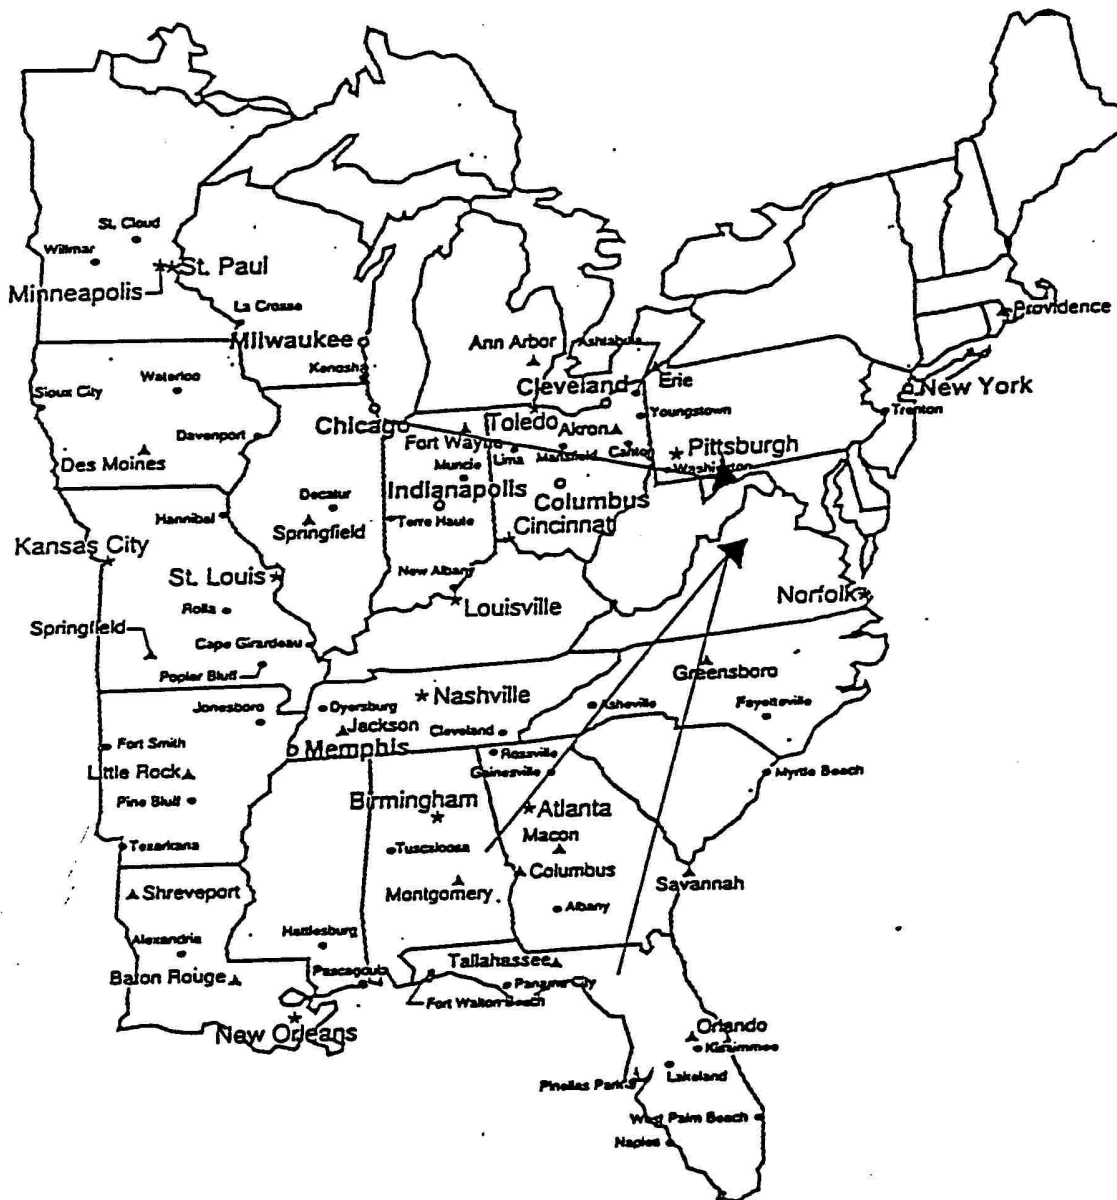 St. Cloud
Willmar
St. Paul
Minneapolis
La Crosse
Milwaukee
Providence
Ann Arbor
Ashtabula
Kenosha
Waterloo
Sioux City
Cleveland
Erie
New York
Youngstown
Trenton
Chicago
Toledo
Davenport
Fort Wayne
Akron
Pittsburgh
Des Moines
Muncie
Lima
Mansfield
Canton
Washington
Indianapolis
Columbus
Decatur
Hannibal
Springfield
Terre Haute
Cincinnati
Kansas City
St. Louis
New Albany
Norfolk
Rolla
Louisville
Springfield
Cape Girardeau
Poplar Bluff
Greensboro
Nashville
Jonesboro
Dyersburg
Asheville
Fayetteville
Jackson
Cleveland
Fort Smith
Memphis
Rossville
Little Rock
Gainesville
Myrtle Beach
Pine Bluff
Birmingham
Atlanta
Macon
Texarkana
Tuscaloosa
Columbus
Shreveport
Montgomery
Savannah
Albany
Alexandria
Hattiesburg
Tallahassee
Baton Rouge
Pascagoula
Panama City
Fort Walton Beach
New Orleans
Orlando
Kissimmee
Lakeland
Pinellas Park
West Palm Beach
Naples